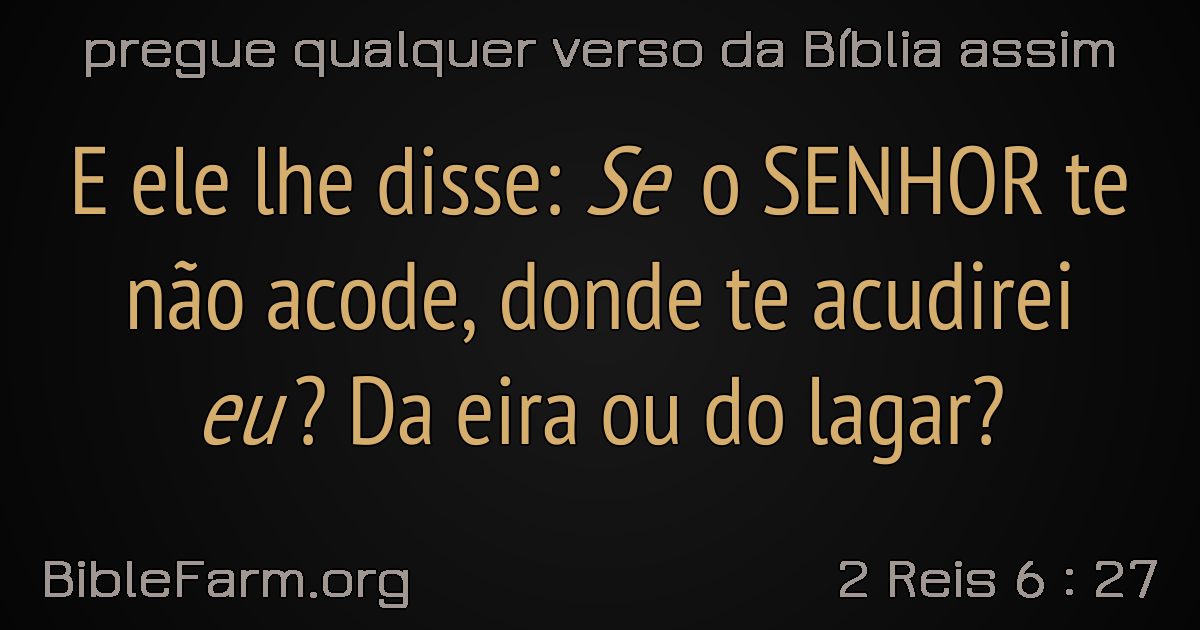 pregue qualquer verso da Bíblia assim
E ele lhe disse: Se o SENHOR te
não acode, donde te acudirei
eu? Da eira ou do lagar?
BibleFarm.org
2 Reis 6 : 27